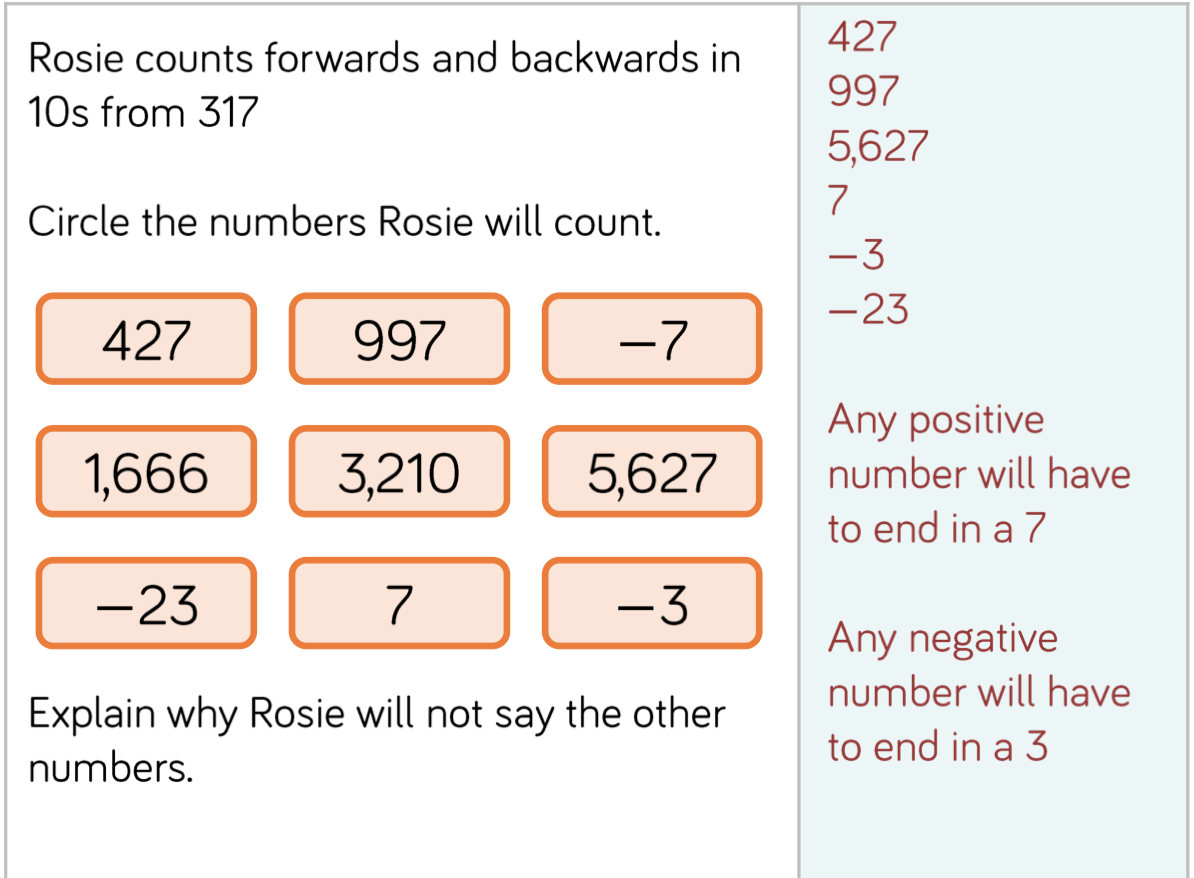 Rosie counts forwards and backwards in
10s from 317
Circle the numbers Rosie will count.
427 997 −7
1,666 3,210 5,627
−23 7 −3
Explain why Rosie will not say the other
numbers.
427
997
5,627
7
−3
−23
Any positive
number will have
to end in a 7
Any negative
number will have
to end in a 3